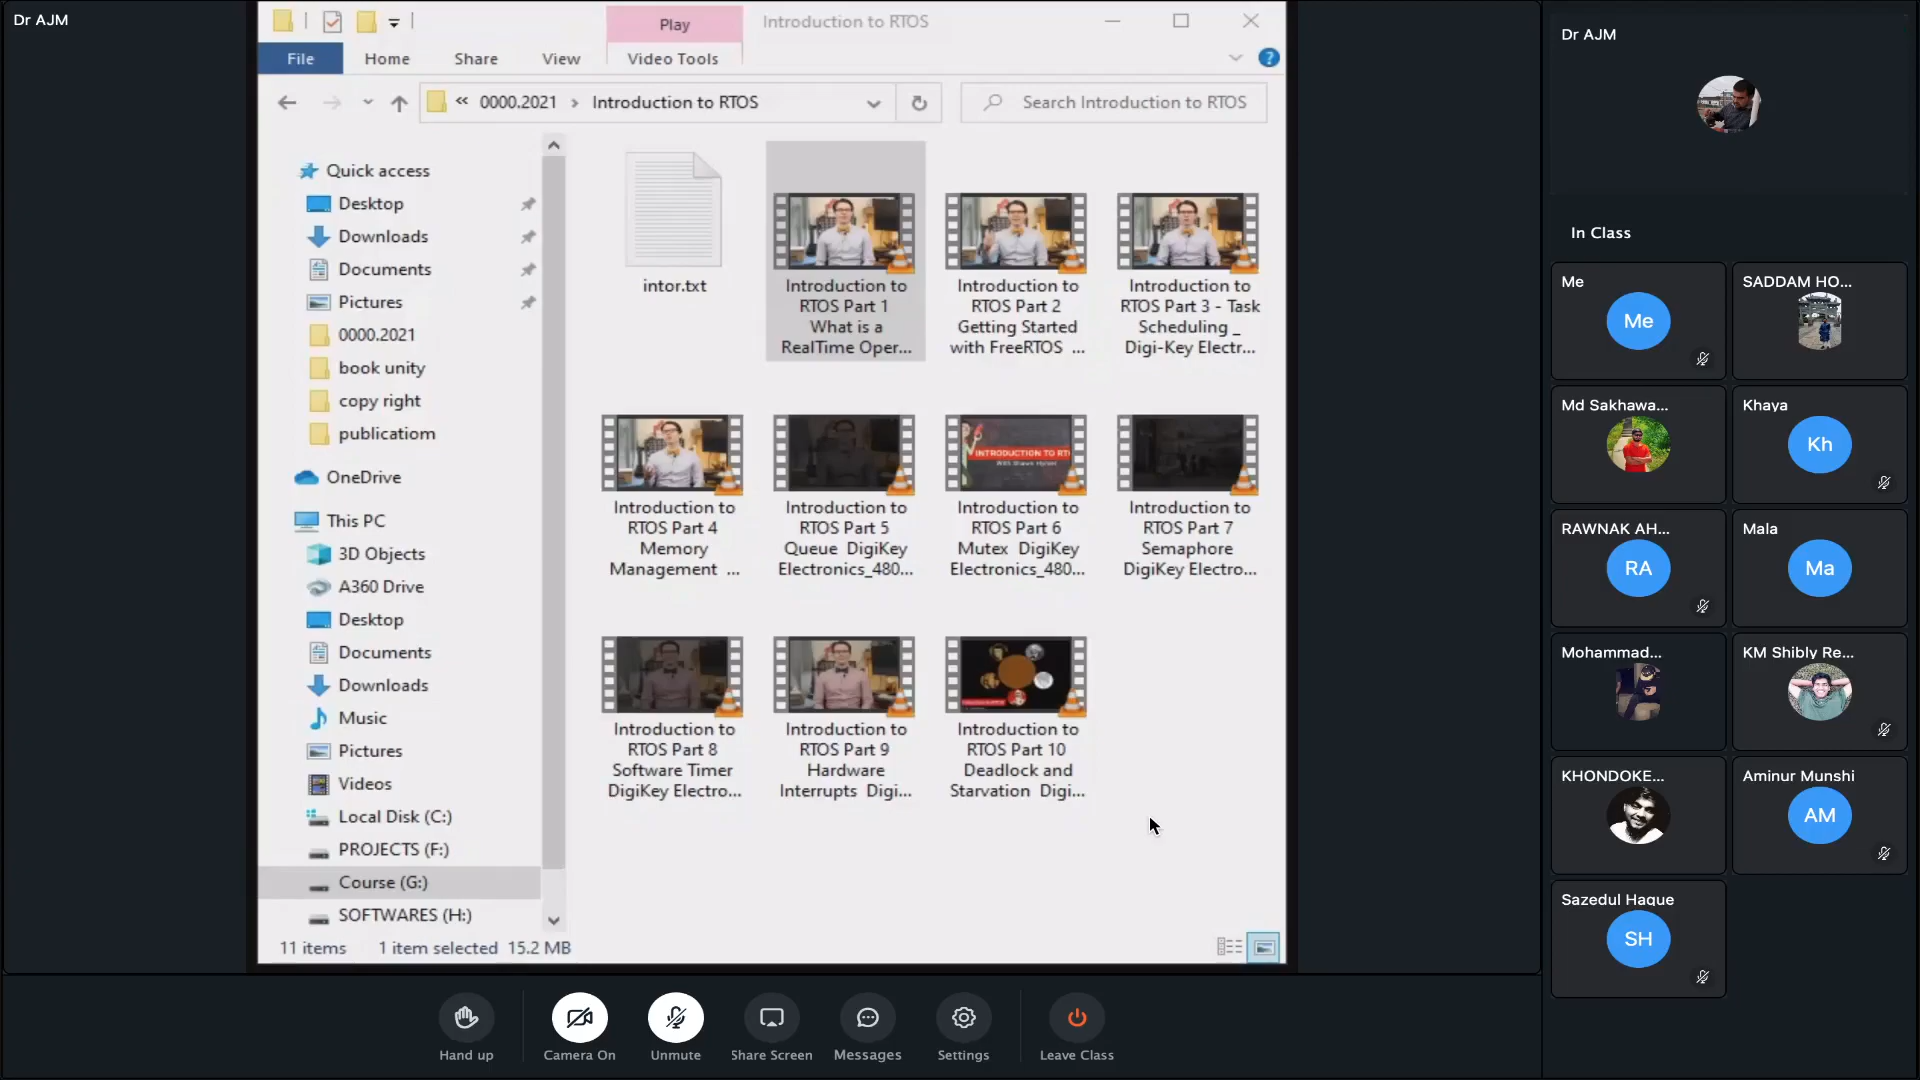 Dr AJM
Play
Introduction to RTOS
File
Home
Share
View
Video Tools
« 0000.2021 › Introduction to RTOS
Search Introduction to RTOS
Quick access
Desktop
Downloads
Documents
Pictures
0000.2021
book unity
copy right
publicatiom
OneDrive
This PC
3D Objects
A360 Drive
Desktop
Documents
Downloads
Music
Pictures
Videos
Local Disk (C:)
PROJECTS (F:)
Course (G:)
SOFTWARES (H:)
intor.txt
Introduction to
RTOS Part 1
What is a
RealTime Oper...
Introduction to
RTOS Part 2
Getting Started
with FreeRTOS ...
Introduction to
RTOS Part 3 - Task
Scheduling _
Digi-Key Electr...
Introduction to
RTOS Part 4
Memory
Management ...
Introduction to
RTOS Part 5
Queue DigiKey
Electronics_480...
INTRODUCTION TO RT
Introduction to
RTOS Part 6
Mutex DigiKey
Electronics_480...
Introduction to
RTOS Part 7
Semaphore
DigiKey Electro...
Introduction to
RTOS Part 8
Software Timer
DigiKey Electro...
Introduction to
RTOS Part 9
Hardware
Interrupts Digi...
Introduction to
RTOS Part 10
Deadlock and
Starvation Digi...
11 items 1 item selected 15.2 MB
Hand up
Camera On
Unmute
Share Screen
Messages
Settings
Leave Class
Dr AJM
In Class
Me
Me
SADDAM HO...
Md Sakhawa...
Khaya
Kh
RAWNAK AH...
RA
Mala
Ma
Mohammad...
KM Shibly Re...
KHONDOKE...
Aminur Munshi
AM
Sazedul Haque
SH